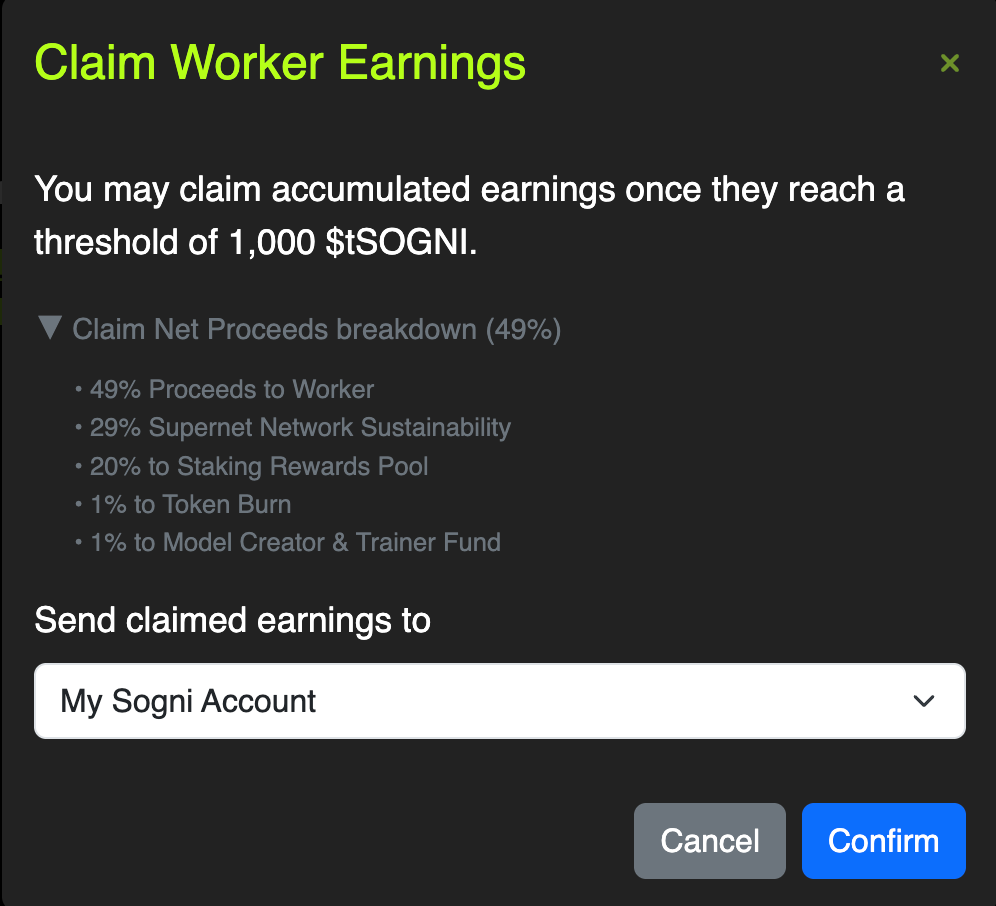 Claim Worker Earnings
×
You may claim accumulated earnings once they reach a
threshold of 1,000 $tSOGNI.
▼ Claim Net Proceeds breakdown (49%)
• 49% Proceeds to Worker
• 29% Supernet Network Sustainability
• 20% to Staking Rewards Pool
• 1% to Token Burn
• 1% to Model Creator & Trainer Fund
Send claimed earnings to
My Sogni Account
Cancel
Confirm